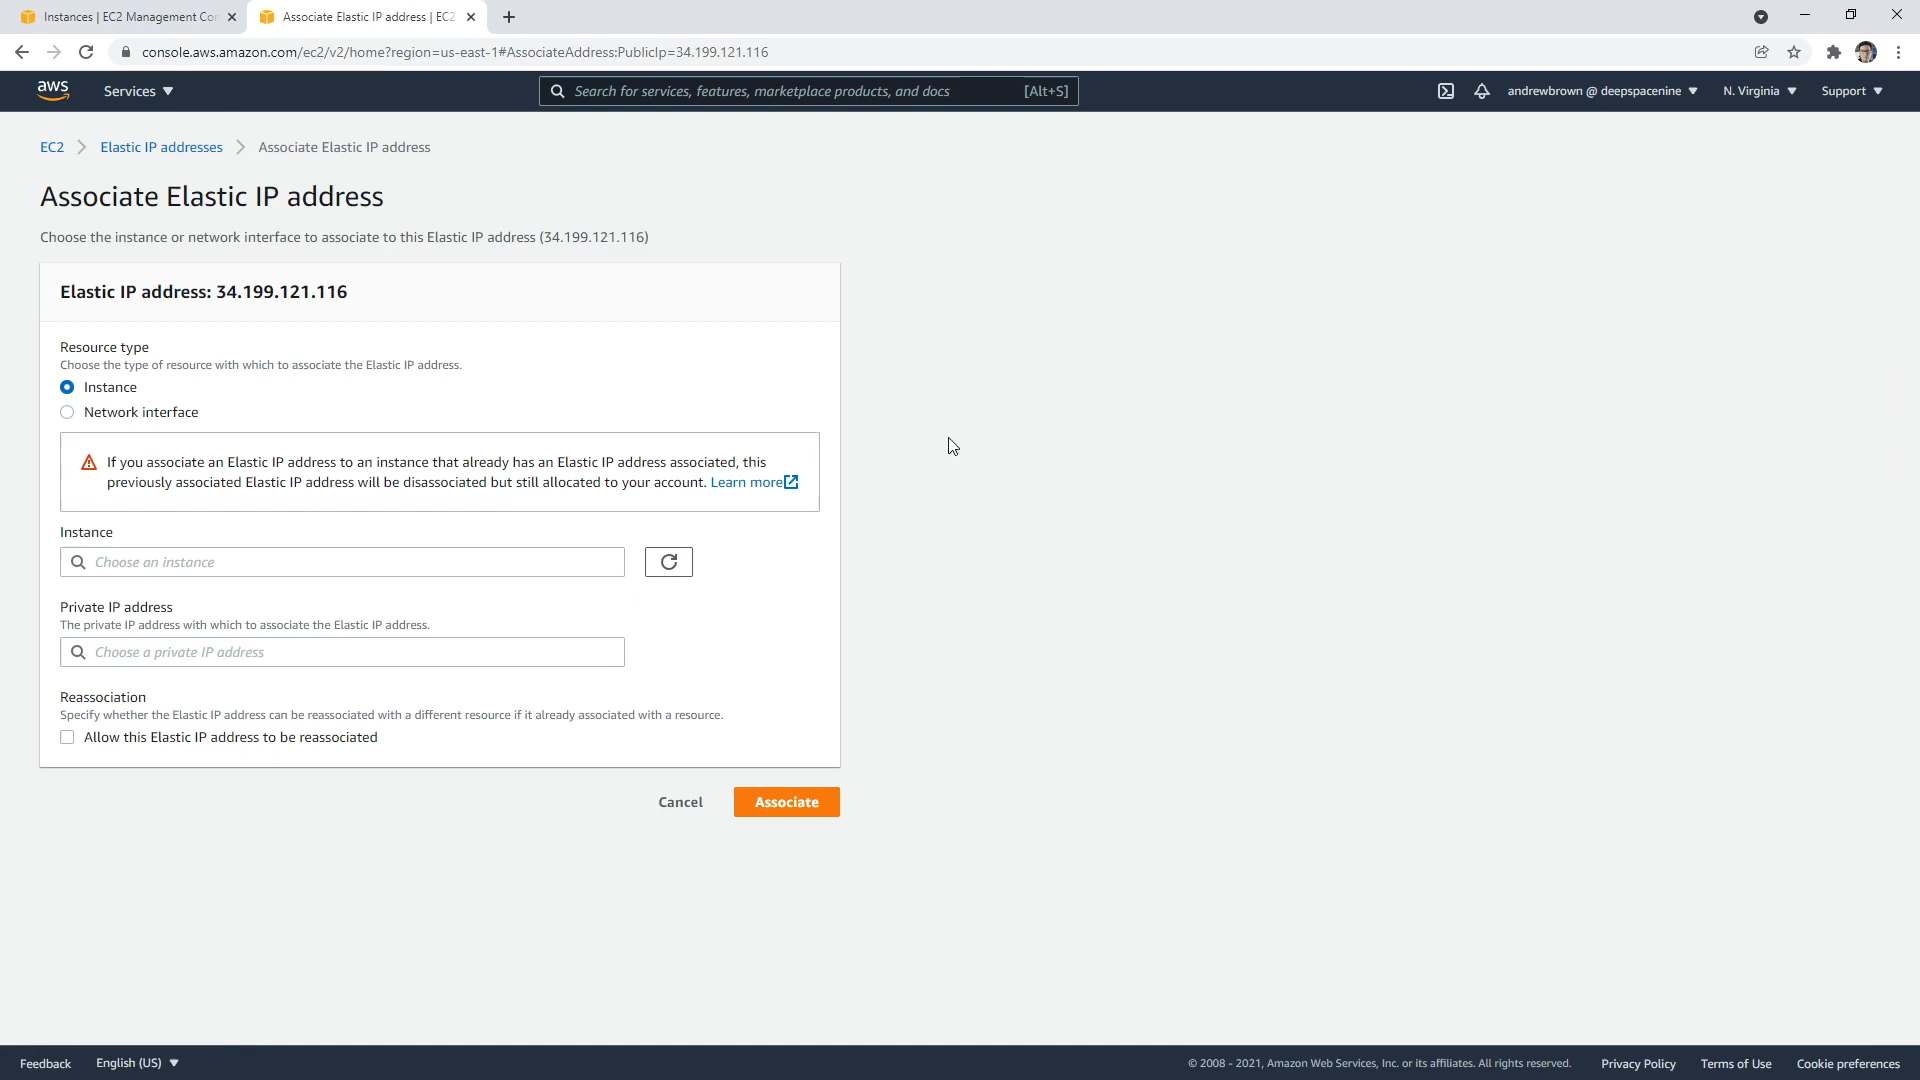 Instances | EC2 Management Con
Associate Elastic IP address | EC2
console.aws.amazon.com/ec2/v2/home?region=us-east-1#AssociateAddress:PublicIp=34.199.121.116
aws
Services
Search for services, features, marketplace products, and docs
[Alt+S]
andrewbrown @ deepspacenine
N. Virginia
Support
EC2 > Elastic IP addresses > Associate Elastic IP address
Associate Elastic IP address
Choose the instance or network interface to associate to this Elastic IP address (34.199.121.116)
Elastic IP address: 34.199.121.116
Resource type
Choose the type of resource with which to associate the Elastic IP address.
Instance
Network interface
If you associate an Elastic IP address to an instance that already has an Elastic IP address associated, this
previously associated Elastic IP address will be disassociated but still allocated to your account. Learn more
Instance
Choose an instance
Private IP address
The private IP address with which to associate the Elastic IP address.
Choose a private IP address
Reassociation
Specify whether the Elastic IP address can be reassociated with a different resource if it already associated with a resource.
Allow this Elastic IP address to be reassociated
Cancel
Associate
Feedback
English (US)
© 2008 - 2021, Amazon Web Services, Inc. or its affiliates. All rights reserved.
Privacy Policy
Terms of Use
Cookie preferences